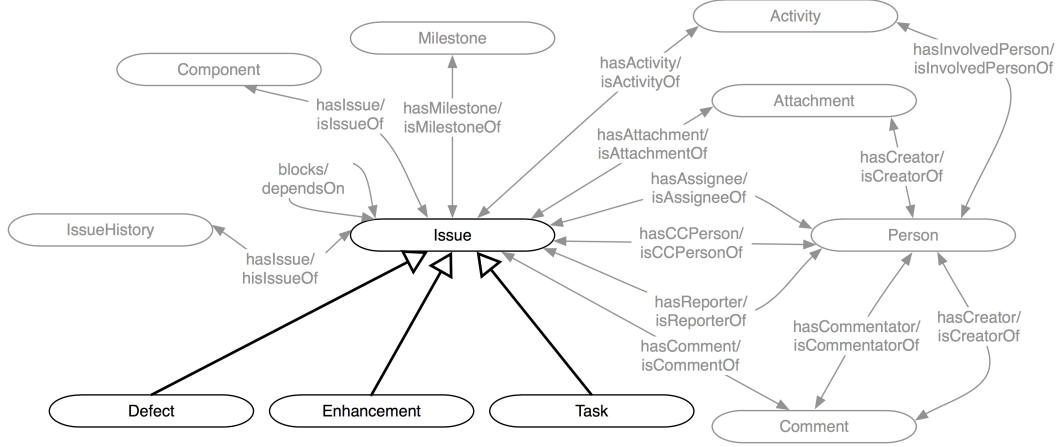 Activity
Milestone
hasInvolvedPerson/
isInvolvedPersonOf
Component
hasActivity/
isActivityOf
Attachment
hasIssue/
isIssueOf
hasMilestone/
isMilestoneOf
hasAttachment/
isAttachmentOf
hasCreator/
isCreatorOf
blocks/
dependsOn
hasAssignee/
isAssigneeOf
IssueHistory
Issue
hasCCPerson/
isCCPersonOf
Person
hasIssue/
hisIssueOf
hasReporter/
isReporterOf
hasCommentator/
isCommentatorOf
hasCreator/
isCreatorOf
hasComment/
isCommentOf
Defect
Enhancement
Task
Comment